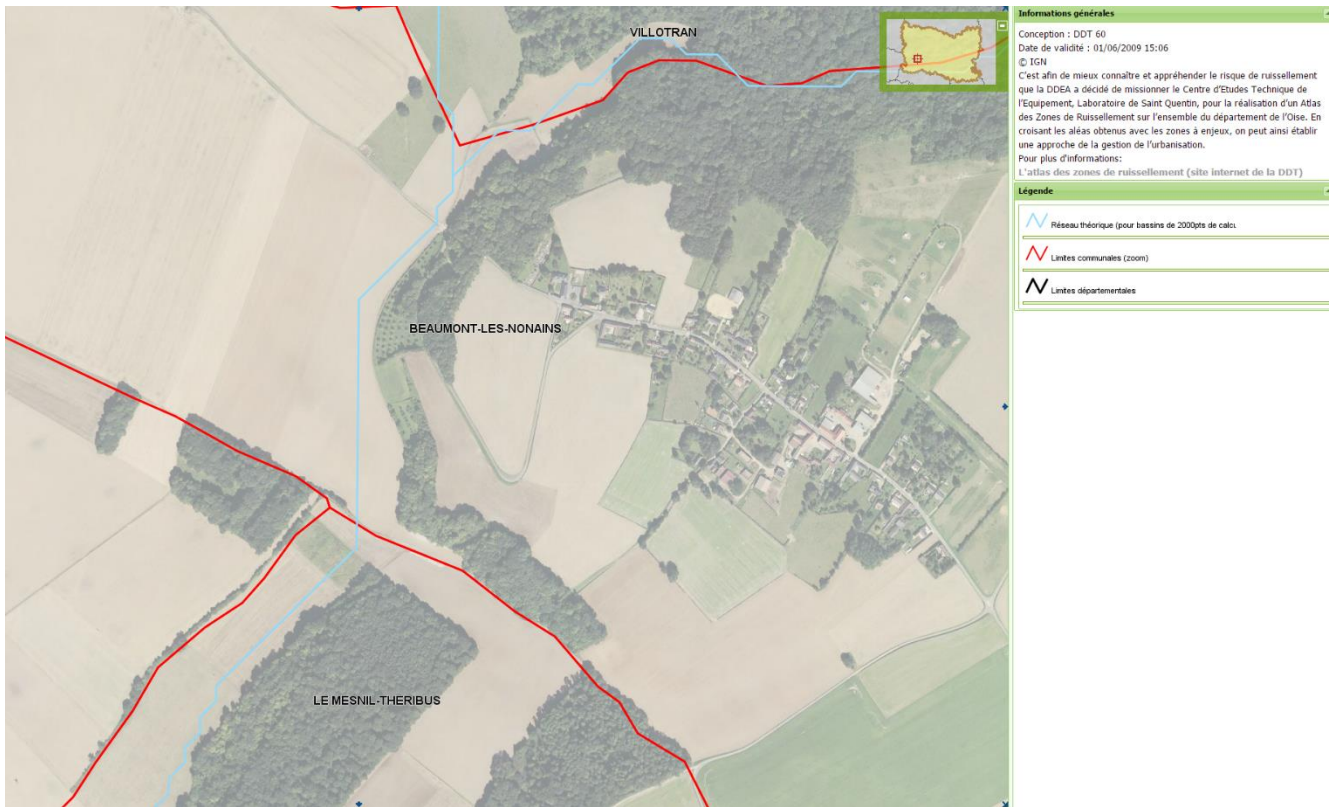 VILLOTRAN
BEAUMONT-LES-NONAINS
LE MESNIL-THERIBUS
Informations générales
Conception : DDT 60
Date de validité : 01/06/2009 15:06
© IGN
C'est afin de mieux connaître et appréhender le risque de ruissellement
que la DDEA a décidé de missionner le Centre d'Etudes Technique de
l'Equipement, Laboratoire de Saint Quentin, pour la réalisation d'un Atlas
des Zones de Ruissellement sur l'ensemble du département de l'Oise. En
croisant les aléas obtenus avec les zones à enjeux, on peut ainsi établir
une approche de la gestion de l'urbanisation.
Pour plus d'informations:
L'atlas des zones de ruissellement (site internet de la DDT)
Légende
Réseau théorique (pour bassins de 2000pts de calcu
Limites communales (zoom)
Limites départementales